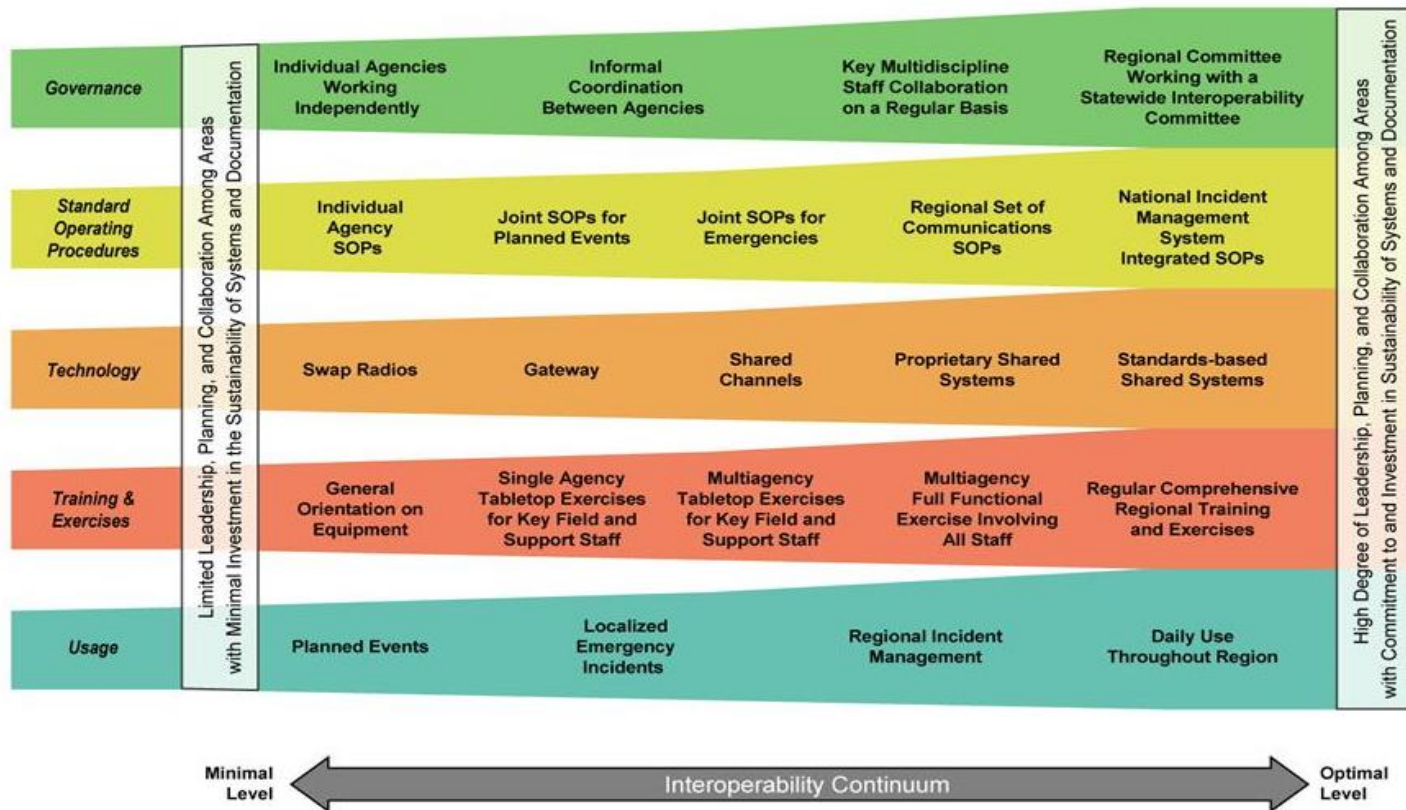 Governance
Individual Agencies
Working
Independently
Informal
Coordination
Between Agencies
Key Multidiscipline
Staff Collaboration
on a Regular Basis
Regional Committee
Working with a
Statewide Interoperability
Committee
Standard
Operating
Procedures
Individual
Agency
SOPs
Joint SOPs for
Planned Events
Joint SOPs for
Emergencies
Regional Set of
Communications
SOPs
National Incident
Management
System
Integrated SOPs
Technology
Swap Radios
Gateway
Shared
Channels
Proprietary Shared
Systems
Standards-based
Shared Systems
Training &
Exercises
General
Orientation on
Equipment
Single Agency
Tabletop Exercises
for Key Field and
Support Staff
Multiagency
Tabletop Exercises
for Key Field and
Support Staff
Multiagency
Full Functional
Exercise Involving
All Staff
Regular Comprehensive
Regional Training
and Exercises
Usage
Planned Events
Localized
Emergency
Incidents
Regional Incident
Management
Daily Use
Throughout Region
Limited Leadership, Planning, and Collaboration Among Areas
with Minimal Investment in the Sustainability of Systems and Documentation
High Degree of Leadership, Planning, and Collaboration Among Areas
with Commitment to and Investment in Sustainability of Systems and Documentation
Minimal
Level
Interoperability Continuum
Optimal
Level